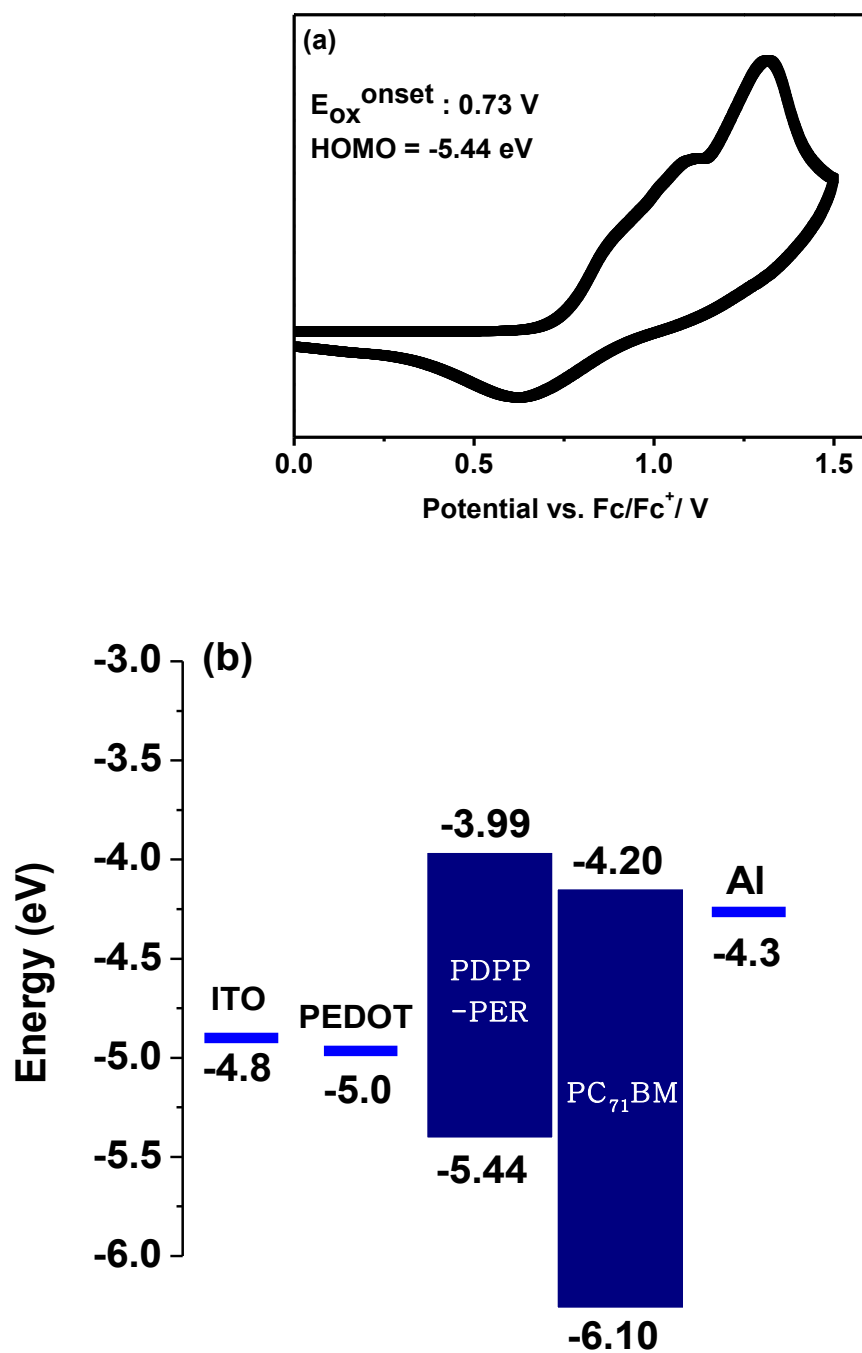 (a)
E_ox^onset : 0.73 V
HOMO = -5.44 eV
0.0 0.5 1.0 1.5
Potential vs. Fc/Fc⁺/ V
(b)
Energy (eV)
-3.0
-3.5
-4.0
-4.5
-5.0
-5.5
-6.0
ITO
-4.8
PEDOT
-5.0
-3.99
PDPP
-PER
-5.44
-4.20
PC₇₁BM
-6.10
Al
-4.3